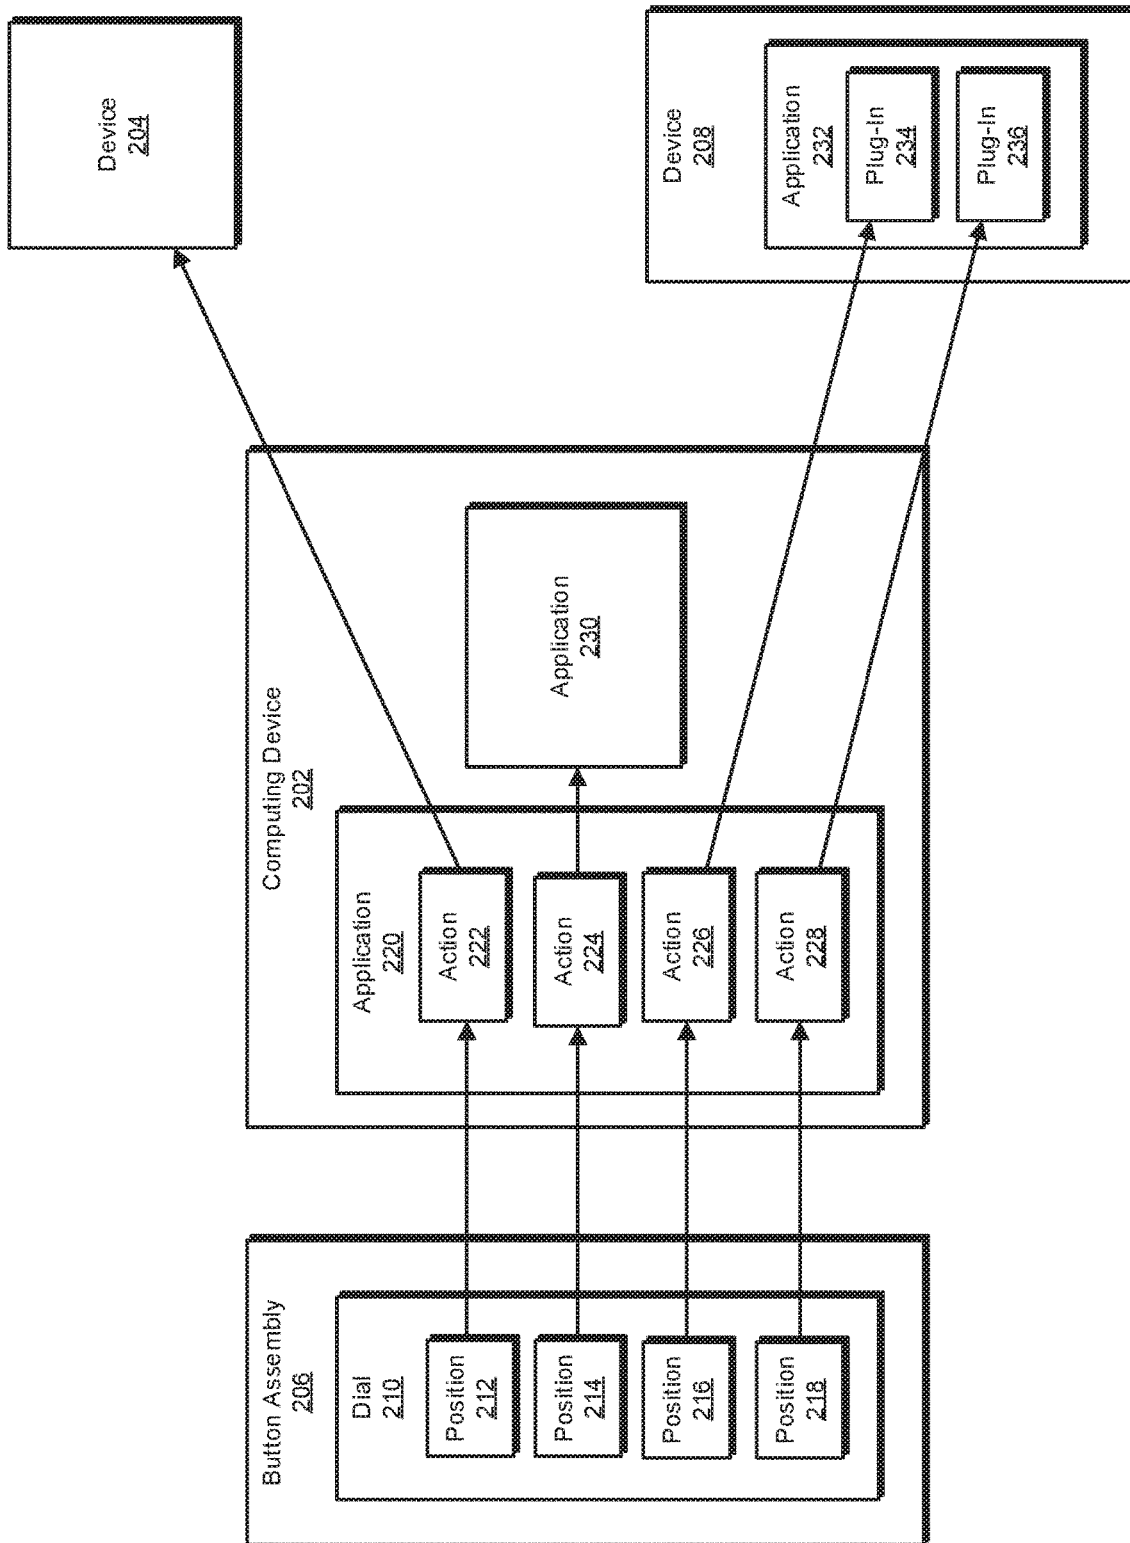 Button Assembly
206
Dial
210
Position
212
Position
214
Position
216
Position
218
Computing Device
202
Application
220
Action
222
Action
224
Action
226
Action
228
Application
230
Device
204
Device
208
Application
232
Plug-In
234
Plug-In
236